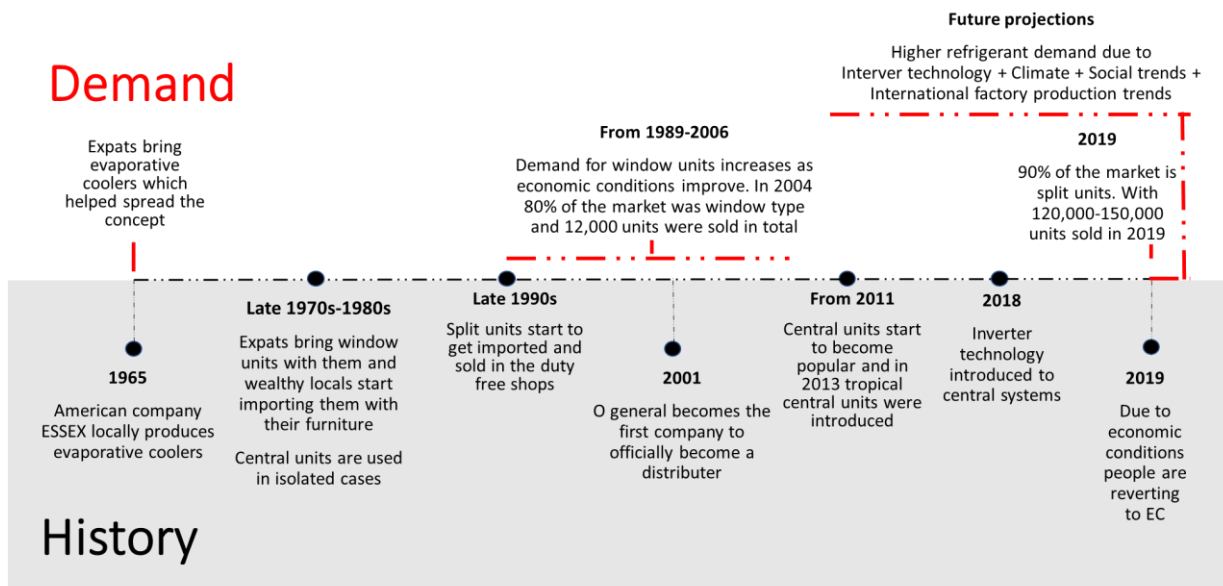 Demand
Expats bring
evaporative
coolers which
helped spread the
concept
From 1989-2006
Demand for window units increases as
economic conditions improve. In 2004
80% of the market was window type
and 12,000 units were sold in total
Future projections
Higher refrigerant demand due to
Interver technology + Climate + Social trends +
International factory production trends
2019
90% of the market is
split units. With
120,000-150,000
units sold in 2019
1965
American company
ESSEX locally produces
evaporative coolers
Late 1970s-1980s
Expats bring window
units with them and
wealthy locals start
importing them with
their furniture
Central units are used
in isolated cases
Late 1990s
Split units start to
get imported and
sold in the duty
free shops
2001
O general becomes the
first company to
officially become a
distributer
From 2011
Central units start
to become
popular and in
2013 tropical
central units were
introduced
2018
Inverter
technology
introduced to
central systems
2019
Due to
economic
conditions
people are
reverting
to EC
History